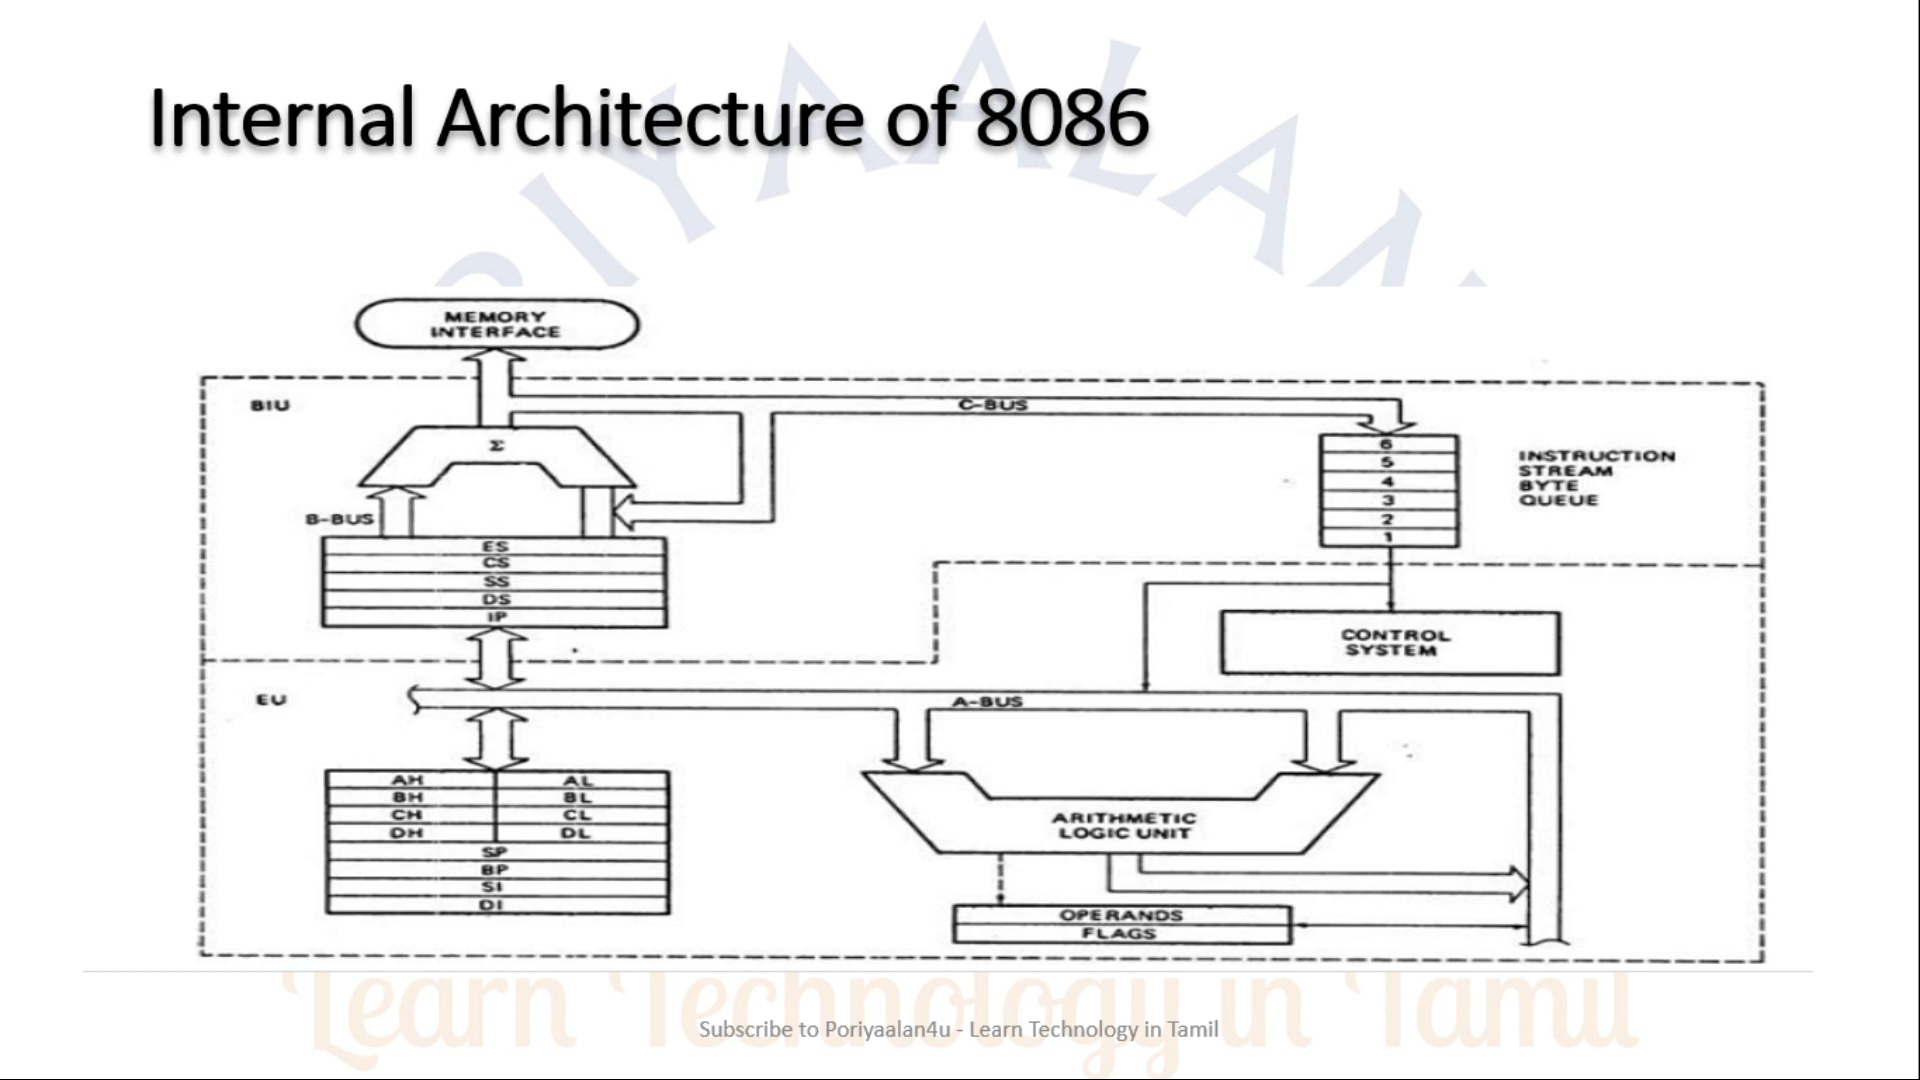 Internal Architecture of 8086
PORIYAALAN
MEMORY
INTERFACE
BIU
C-BUS
Σ
6
5
4
3
2
1
INSTRUCTION
STREAM
BYTE
QUEUE
B-BUS
ES
CS
SS
DS
IP
CONTROL
SYSTEM
EU
A-BUS
AH AL
BH BL
CH CL
DH DL
SP
BP
SI
DI
ARITHMETIC
LOGIC UNIT
OPERANDS
FLAGS
Learn Technology in Tamil
Subscribe to Poriyaalan4u - Learn Technology in Tamil